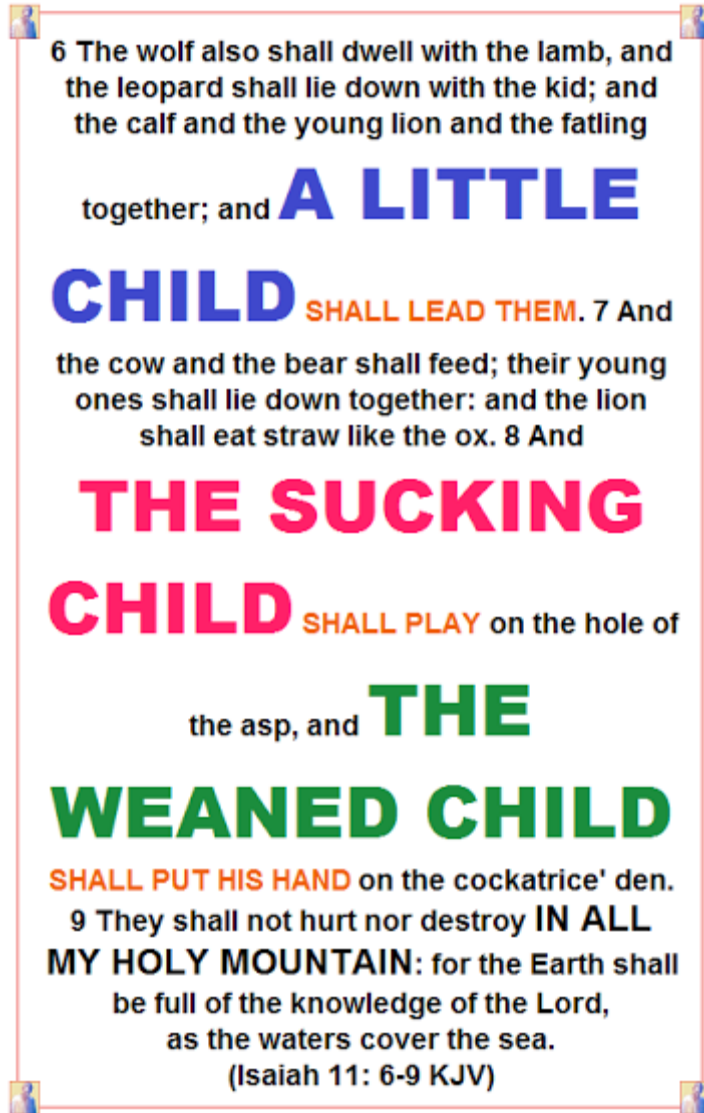 6 The wolf also shall dwell with the lamb, and
the leopard shall lie down with the kid; and
the calf and the young lion and the fatling
together; and A LITTLE
CHILD SHALL LEAD THEM. 7 And
the cow and the bear shall feed; their young
ones shall lie down together: and the lion
shall eat straw like the ox. 8 And
THE SUCKING
CHILD SHALL PLAY on the hole of
the asp, and THE
WEANED CHILD
SHALL PUT HIS HAND on the cockatrice' den.
9 They shall not hurt nor destroy IN ALL
MY HOLY MOUNTAIN: for the Earth shall
be full of the knowledge of the Lord,
as the waters cover the sea.
(Isaiah 11: 6-9 KJV)